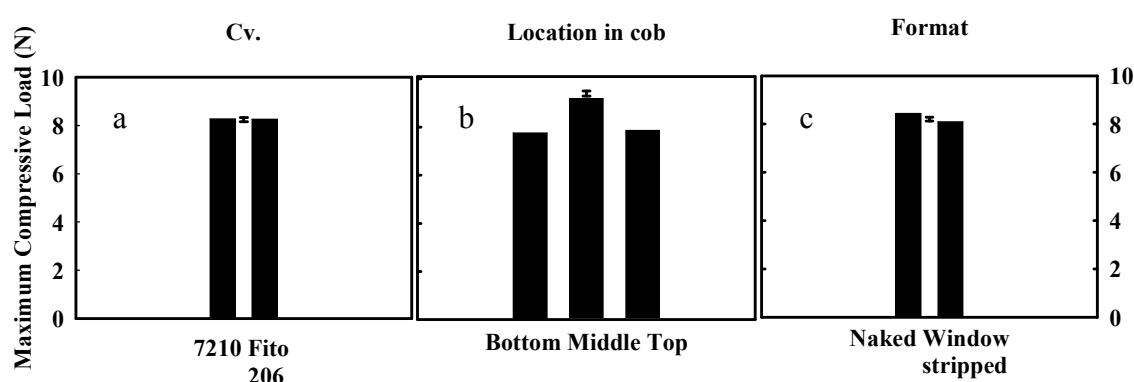 Cv.
Location in cob
Format
Maximum Compressive Load (N)
10
8
6
4
2
0
a
b
c
10
8
6
4
2
0
7210 Fito
206
Bottom Middle Top
Naked Window
stripped